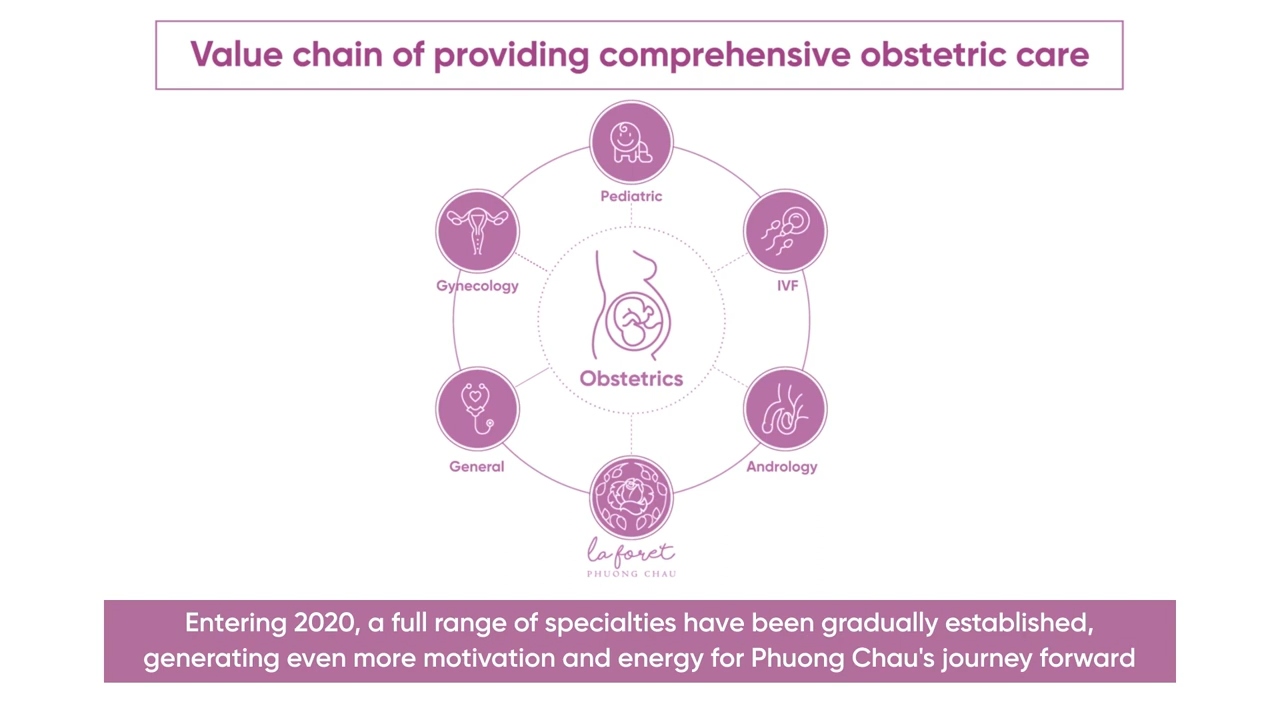 Value chain of providing comprehensive obstetric care
Pediatric
Gynecology
IVF
Obstetrics
General
Andrology
la foret
PHUONG CHAU
Entering 2020, a full range of specialties have been gradually established,
generating even more motivation and energy for Phuong Chau's journey forward